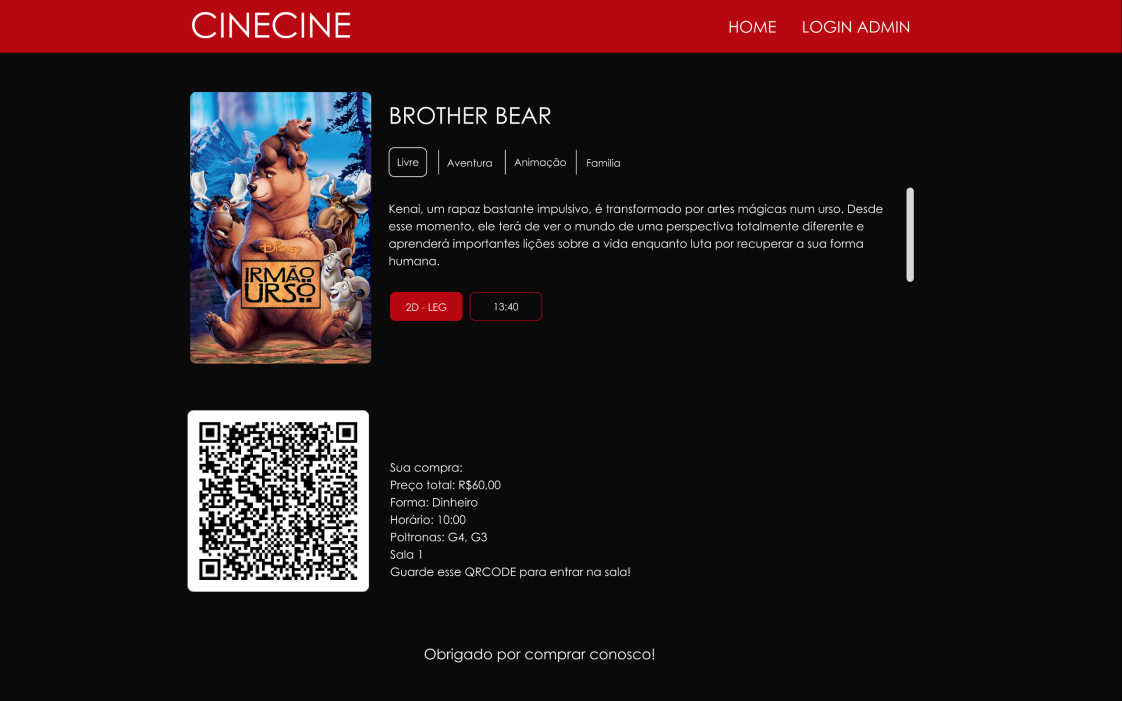 CINECINE
HOME
LOGIN ADMIN
BROTHER BEAR
Livre
Aventura
Animação
Familia
Kenai, um rapaz bastante impulsivo, é transformado por artes mágicas num urso. Desde
esse momento, ele terá de ver o mundo de uma perspectiva totalmente diferente e
aprenderá importantes lições sobre a vida enquanto luta por recuperar a sua forma
humana.
2D - LEG
13:40
DISNEY
IRMÃO
URSO
Sua compra:
Preço total: R$60,00
Forma: Dinheiro
Horário: 10:00
Poltronas: G4, G3
Sala 1
Guarde esse QRCODE para entrar na sala!
Obrigado por comprar conosco!